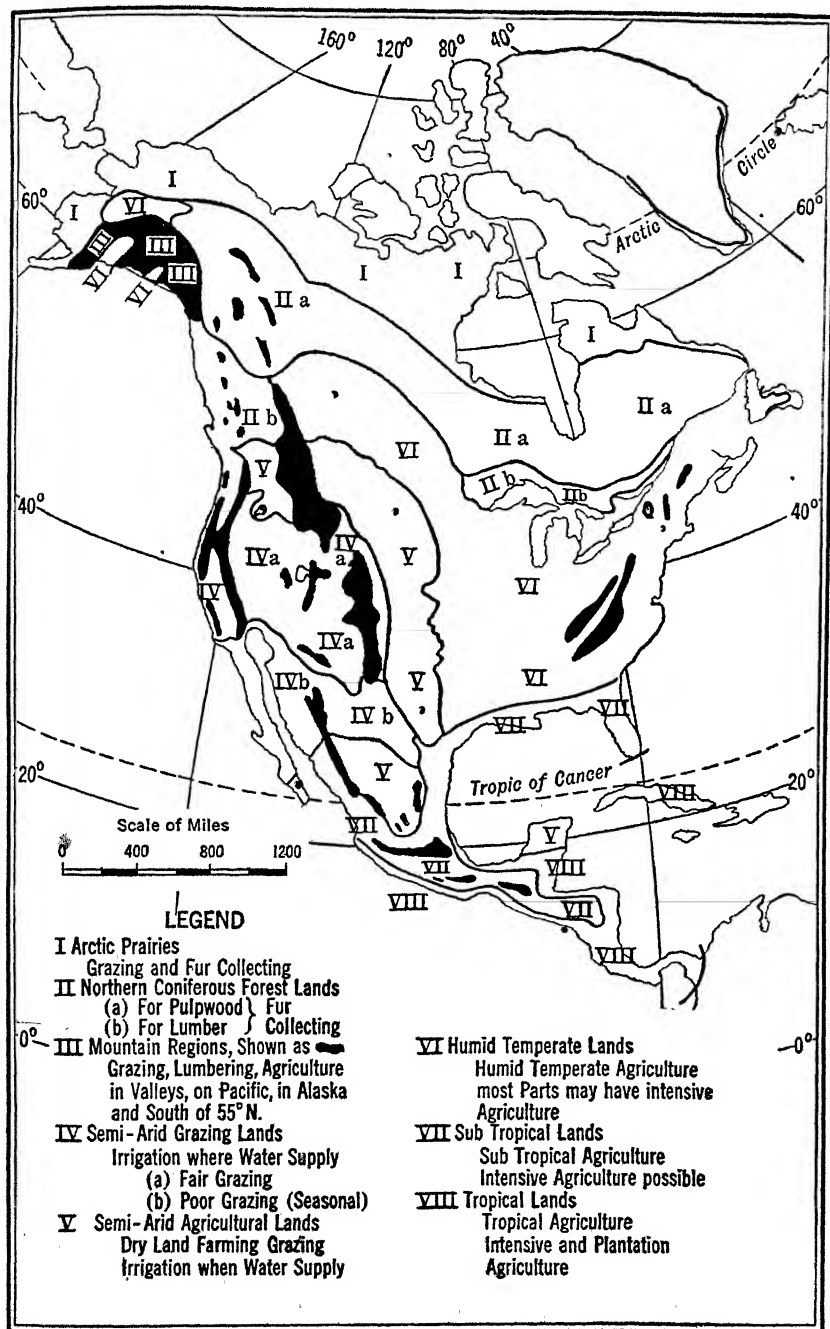 160° 120° 80° 40°
Circle
60° I I VI 60°
Arctic
III III III
VI VI
I I
II a
I
II b
II a
II a
VI
V
II b
IIb
40° 40°
IVa
IV
a
V
IV
VI
IVa
IVb
IV b
V
VI
VII
VII
V
20° Tropic of Cancer 20°
VIII
Scale of Miles
0 400 800 1200
VII
V
VII
VIII
VIII
VII
VIII
LEGEND
I Arctic Prairies
Grazing and Fur Collecting
II Northern Coniferous Forest Lands
(a) For Pulpwood } Fur
(b) For Lumber } Collecting
0° 0°
III Mountain Regions, Shown as
Grazing, Lumbering, Agriculture
in Valleys, on Pacific, in Alaska
and South of 55° N.
IV Semi-Arid Grazing Lands
Irrigation where Water Supply
(a) Fair Grazing
(b) Poor Grazing (Seasonal)
V Semi-Arid Agricultural Lands
Dry Land Farming Grazing
Irrigation when Water Supply
VI Humid Temperate Lands
Humid Temperate Agriculture
most Parts may have intensive
Agriculture
VII Sub Tropical Lands
Sub Tropical Agriculture
Intensive Agriculture possible
VIII Tropical Lands
Tropical Agriculture
Intensive and Plantation
Agriculture